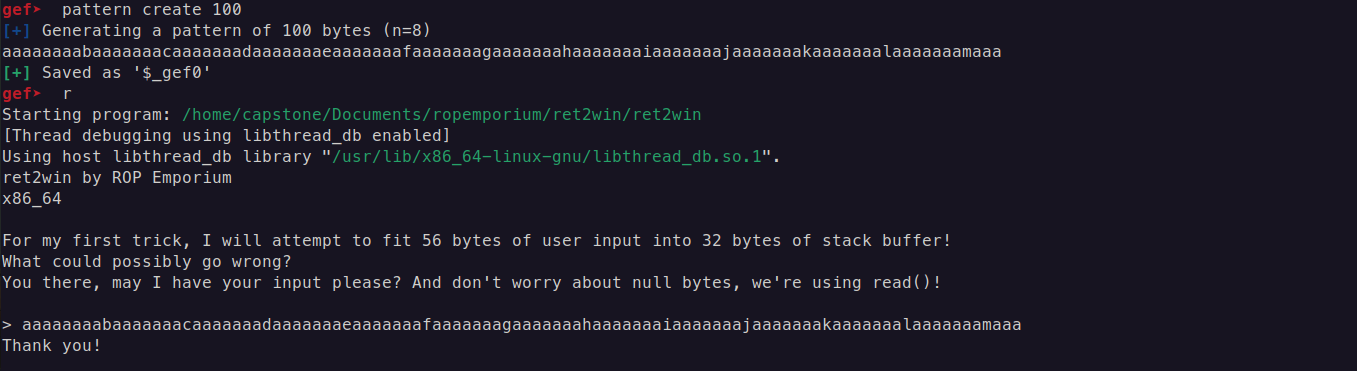 gef➤  pattern create 100
[+] Generating a pattern of 100 bytes (n=8)
aaaaaaaabaaaaaaacaaaaaaadaaaaaaaeaaaaaaafaaaaaaagaaaaaaahaaaaaaaiaaaaaaajaaaaaaakaaaaaaalaaaaaaamaaa
[+] Saved as '$_gef0'
gef➤  r
Starting program: /home/capstone/Documents/ropemporium/ret2win/ret2win
[Thread debugging using libthread_db enabled]
Using host libthread_db library "/usr/lib/x86_64-linux-gnu/libthread_db.so.1".
ret2win by ROP Emporium
x86_64
For my first trick, I will attempt to fit 56 bytes of user input into 32 bytes of stack buffer!
What could possibly go wrong?
You there, may I have your input please? And don't worry about null bytes, we're using read()!
> aaaaaaaabaaaaaaacaaaaaaadaaaaaaaeaaaaaaafaaaaaaagaaaaaaahaaaaaaaiaaaaaaajaaaaaaakaaaaaaalaaaaaaamaaa
Thank you!